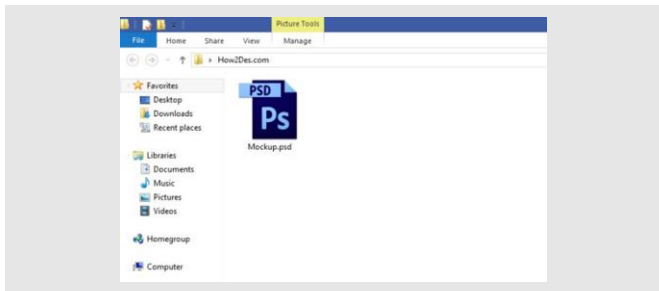 Picture Tools
File Home Share View Manage
How2Des.com
Favorites
Desktop
Downloads
Recent places
Libraries
Documents
Music
Pictures
Videos
Homegroup
Computer
PSD
Ps
Mockup.psd